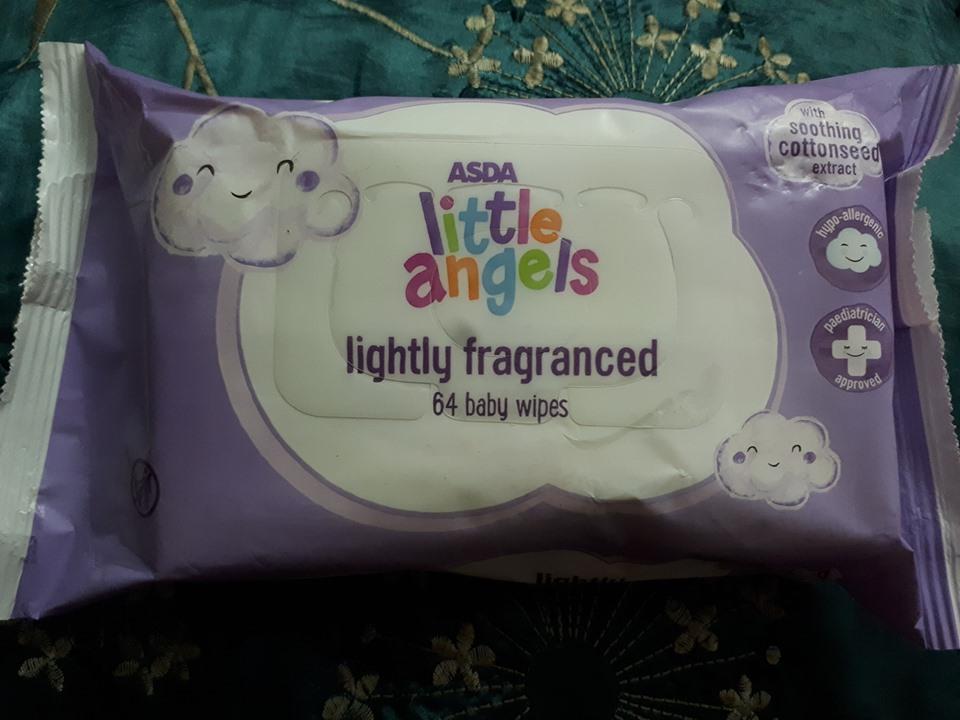 ASDA
little
angels
lightly fragranced
64 baby wipes
with
soothing
cottonseed
extract
hypo-allergenic
paediatrician
approved